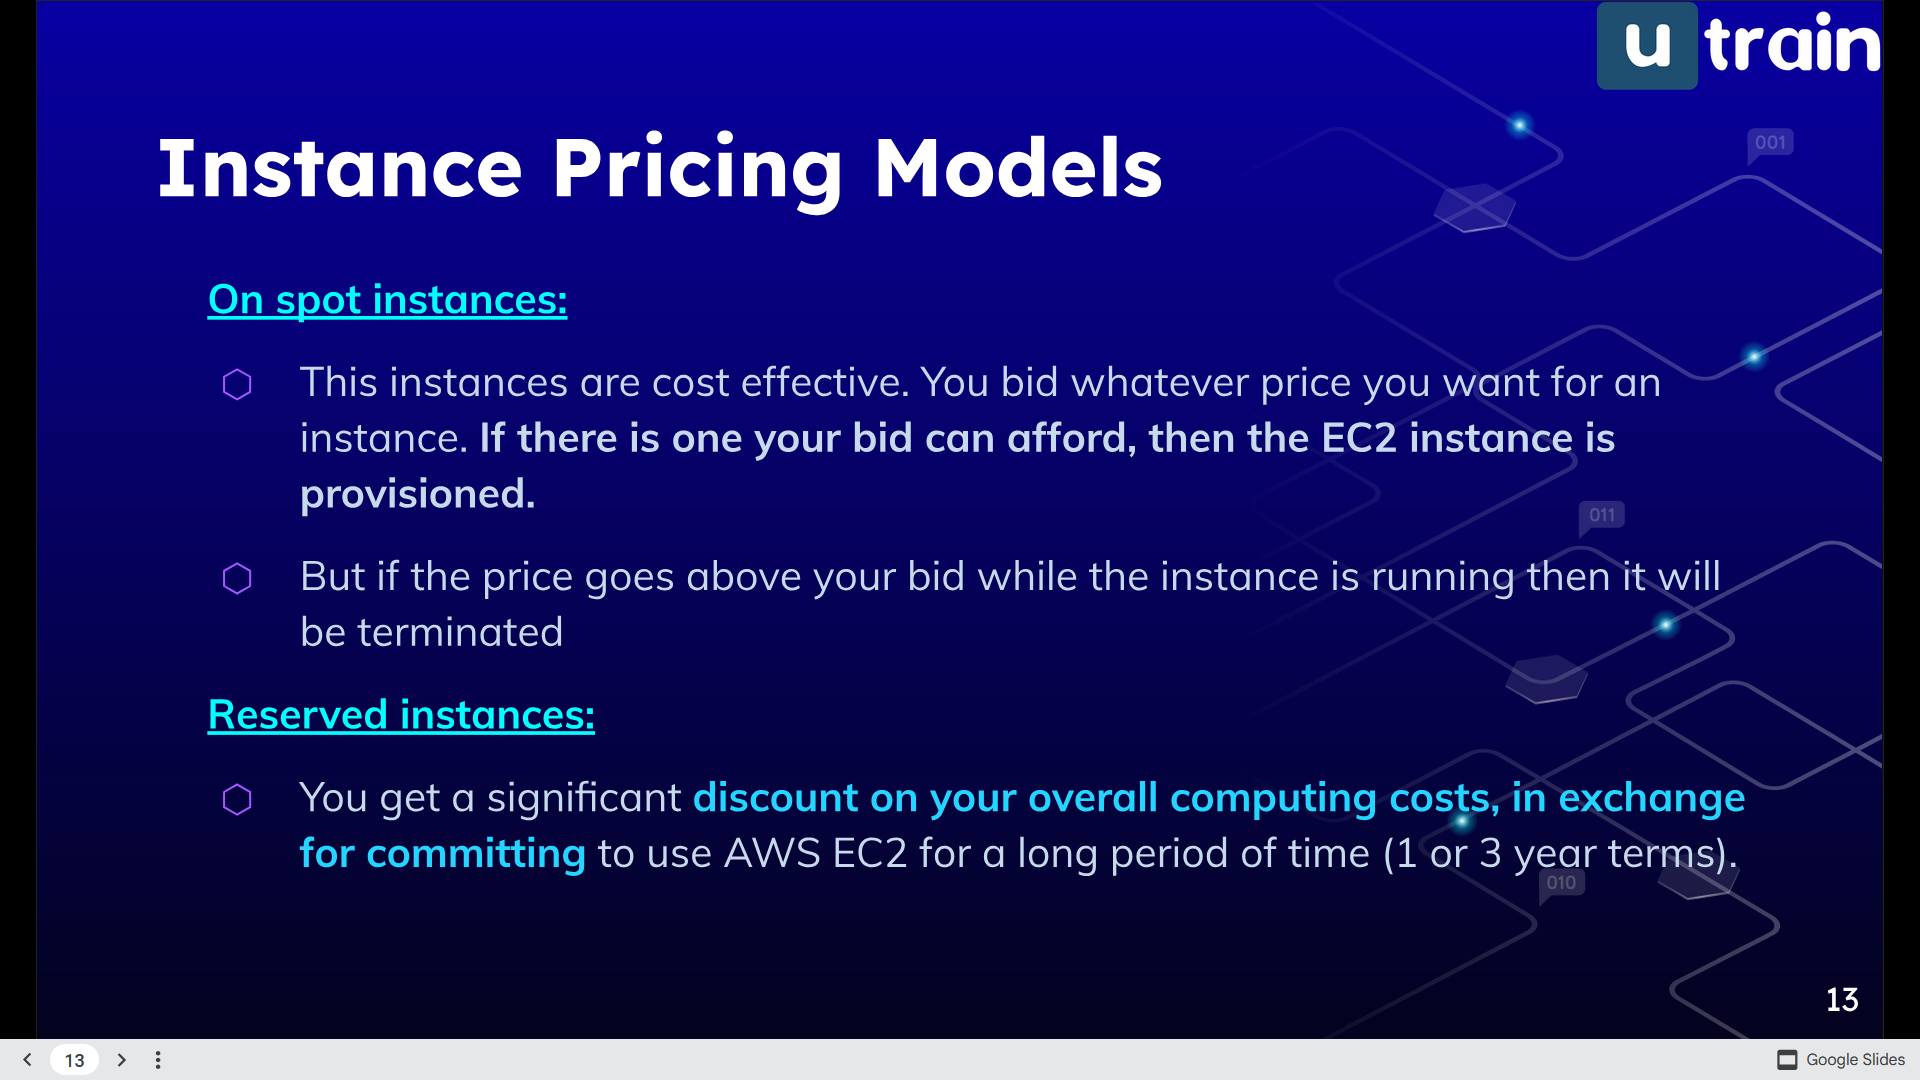 u train
001
Instance Pricing Models
On spot instances:
This instances are cost effective. You bid whatever price you want for an
instance. If there is one your bid can afford, then the EC2 instance is
provisioned.
011
But if the price goes above your bid while the instance is running then it will
be terminated
Reserved instances:
You get a significant discount on your overall computing costs, in exchange
for committing to use AWS EC2 for a long period of time (1 or 3 year terms).
010
13
13
Google Slides